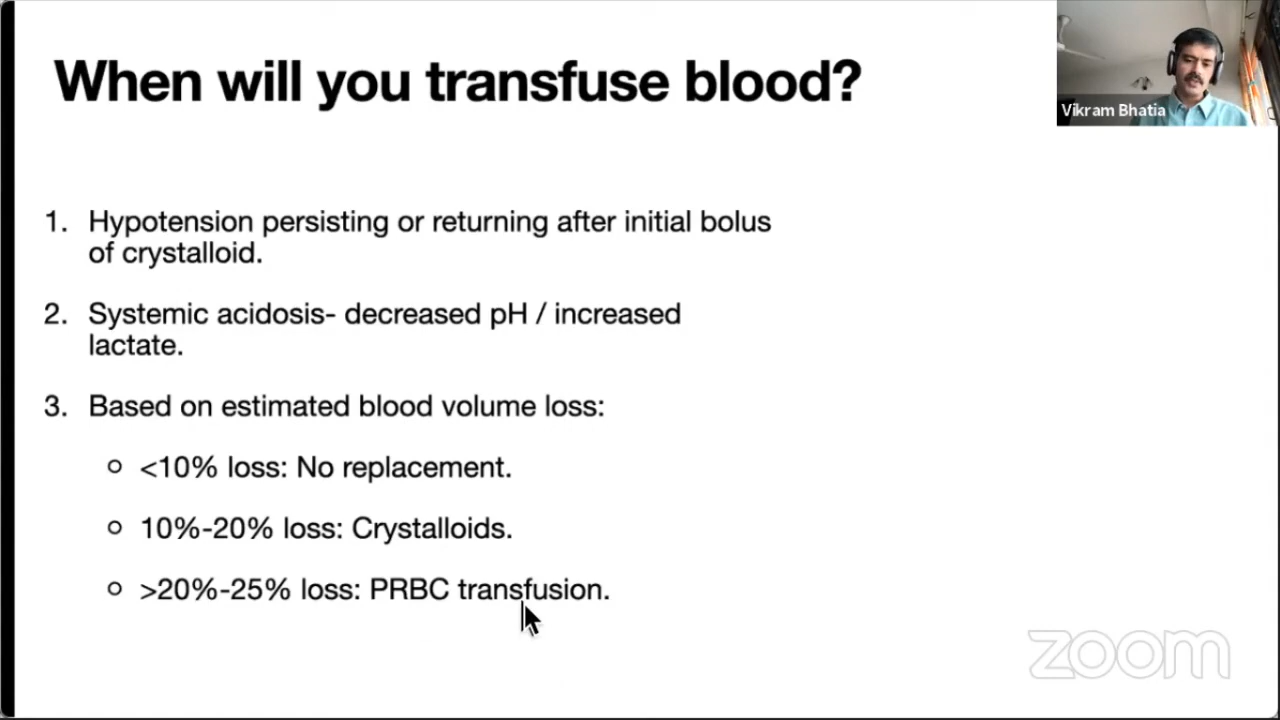 When will you transfuse blood?
Vikram Bhatia
1. Hypotension persisting or returning after initial bolus
of crystalloid.
2. Systemic acidosis- decreased pH / increased
lactate.
3. Based on estimated blood volume loss:
<10% loss: No replacement.
10%-20% loss: Crystalloids.
>20%-25% loss: PRBC transfusion.
zoom